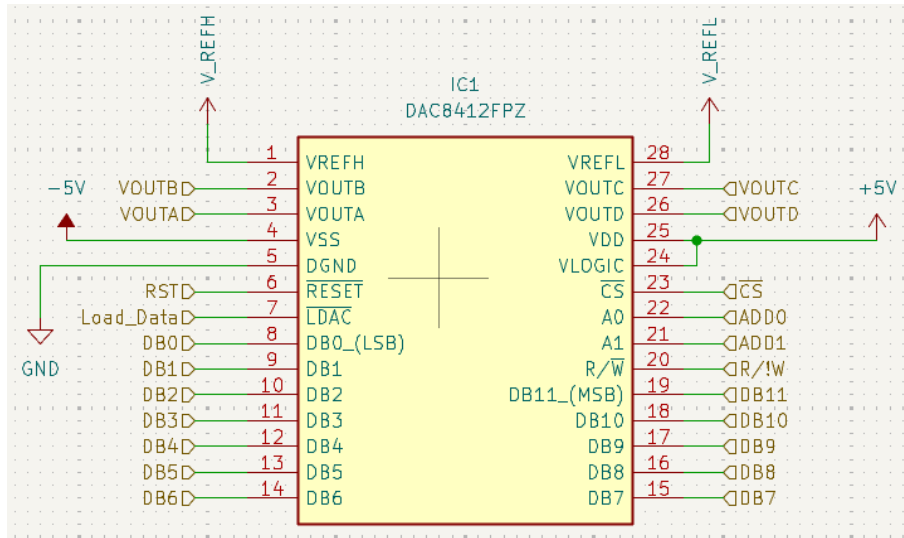 V_REFH
V_REFL
IC1
DAC8412FPZ
1 VREFH VREFL 28
-5V VOUTB 2 VOUTB VOUTC 27 VOUTC +5V
VOUTA 3 VOUTA VOUTD 26 VOUTD
4 VSS VDD 25
5 DGND VLOGIC 24
RST 6 RESET CS 23 CS
Load_Data 7 LDAC A0 22 ADD0
DB0 8 DB0_(LSB) A1 21 ADD1
GND DB1 9 DB1 R/W 20 R/!W
DB2 10 DB2 DB11_(MSB) 19 DB11
DB3 11 DB3 DB10 18 DB10
DB4 12 DB4 DB9 17 DB9
DB5 13 DB5 DB8 16 DB8
DB6 14 DB6 DB7 15 DB7